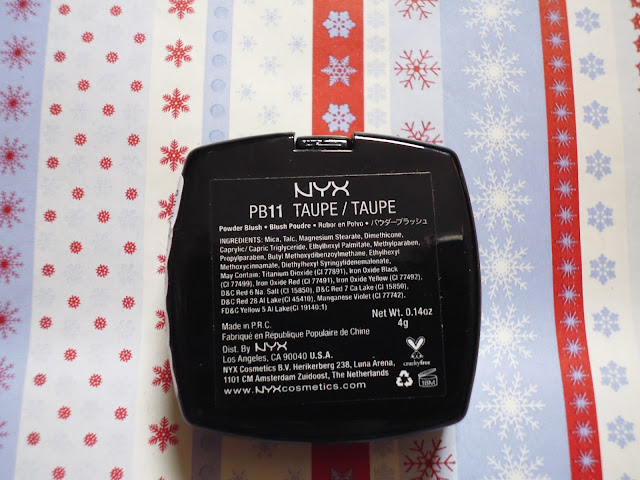 NYX
PB11 TAUPE / TAUPE
Powder Blush • Blush Poudre • Rubor en Polvo • パウダーブラッシュ
INGREDIENTS: Mica, Talc, Magnesium Stearate, Dimethicone,
Caprylic/ Capric Triglyceride, Ethylhexyl Palmitate, Methylparaben,
Propylparaben, Butyl Methoxydibenzoylmethane, Ethylhexyl
Methoxycinnamate, Diethylhexyl Syringylidenemalonate,
May Contain: Titanium Dioxide (CI 77891), Iron Oxide Black
(CI 77499), Iron Oxide Red (CI 77491), Iron Oxide Yellow (CI 77492),
D&C Red 6 Na. Salt (CI 15850), D&C Red 7 Ca Lake (CI 15850),
D&C Red 28 Al Lake (CI 45410), Manganese Violet (CI 77742),
FD&C Yellow 5 Al Lake (CI 19140:1)
Net Wt. 0.14oz
4g
Made in P.R.C.
Fabriqué en République Populaire de Chine
Dist. By NYX
Los Angeles, CA 90040 U.S.A.
NYX Cosmetics B.V. Herikerberg 238, Luna Arena,
1101 CM Amsterdam Zuidoost, The Netherlands
www.NYXcosmetics.com
crueltyfree
18M